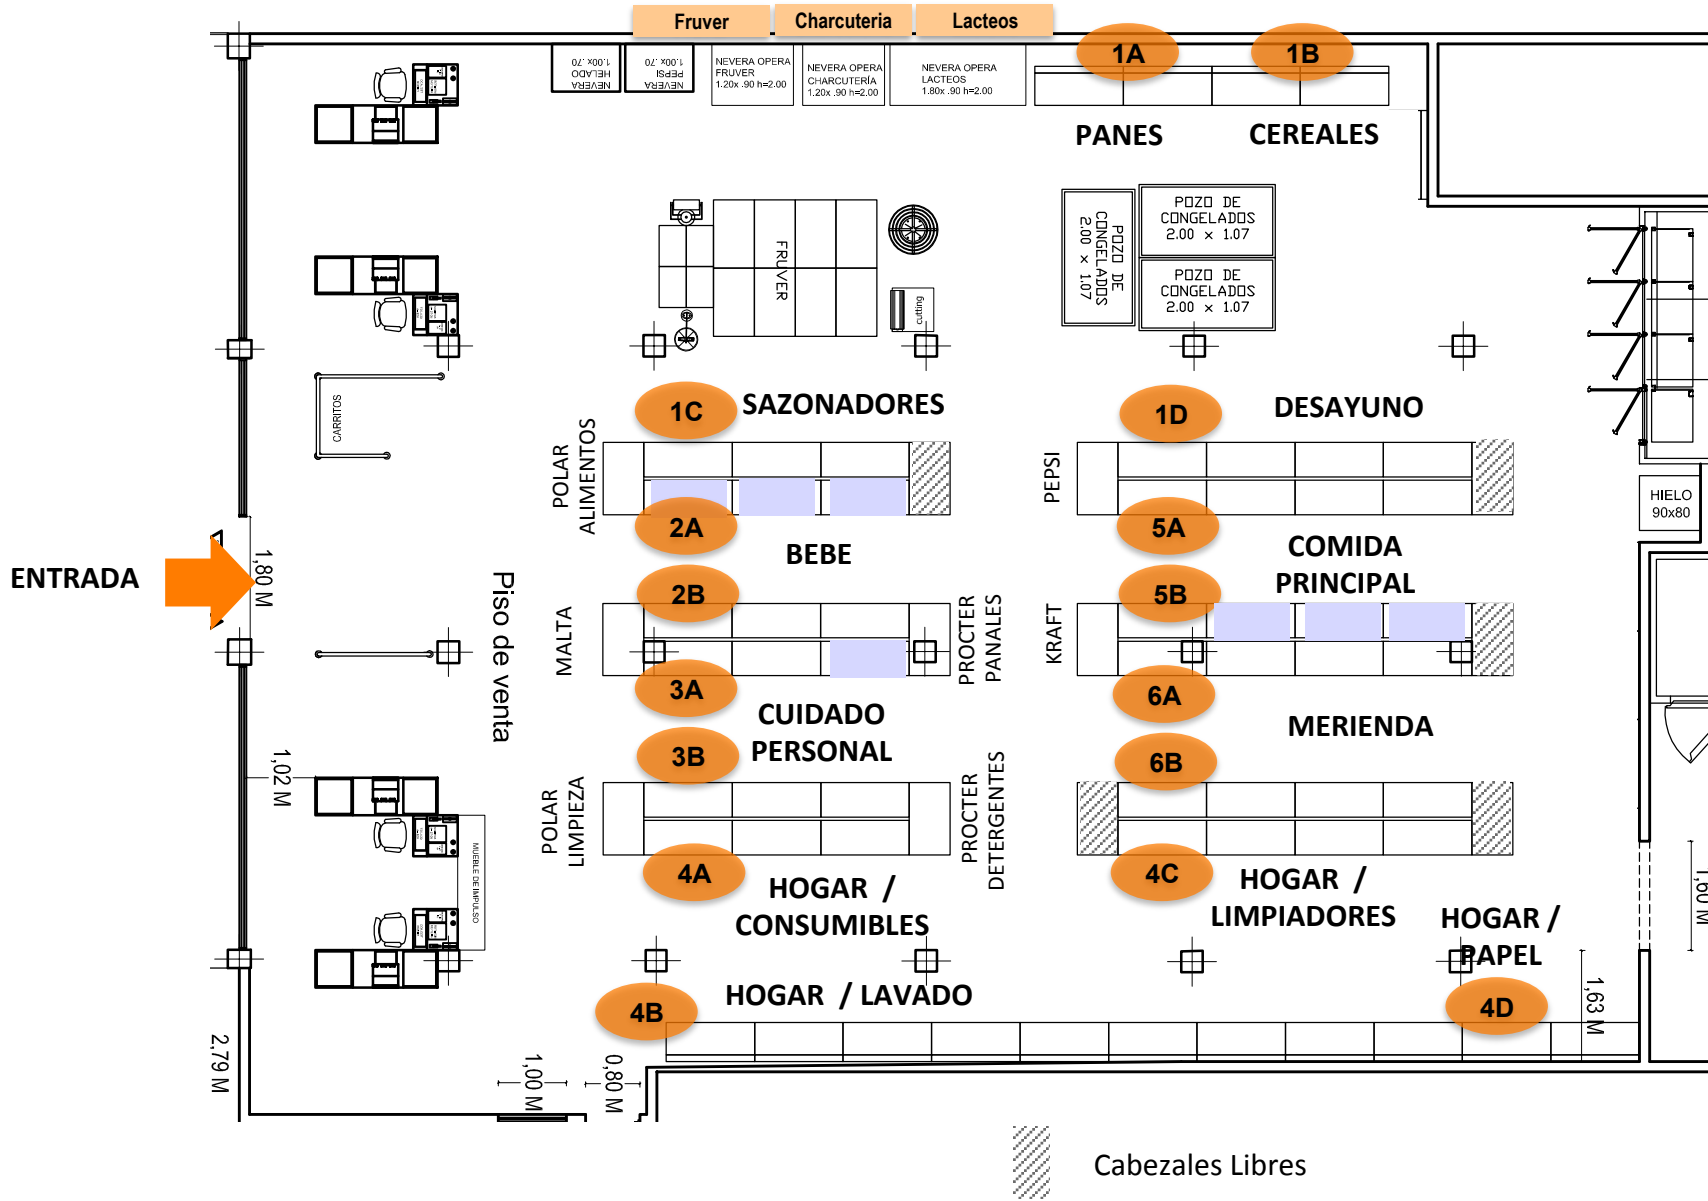 Fruver
Charcuteria
Lacteos
NEVERA
HELADO
1.00x .70
NEVERA
PEPSI
1.00x .70
NEVERA OPERA
FRUVER
1.20x .90 h=2.00
NEVERA OPERA
CHARCUTERÍA
1.20x .90 h=2.00
NEVERA OPERA
LACTEOS
1.80x .90 h=2.00
1A
1B
PANES
CEREALES
FRUVER
cutting
POZO DE
CONGELADOS
2.00 x 1.07
POZO DE
CONGELADOS
2.00 x 1.07
POZO DE
CONGELADOS
2.00 x 1.07
CARRITOS
1C
SAZONADORES
1D
DESAYUNO
POLAR
ALIMENTOS
PEPSI
HIELO
90x80
2A
BEBE
5A
COMIDA
PRINCIPAL
ENTRADA
1,80 M
Piso de venta
2B
5B
MALTA
PROCTER
PANALES
KRAFT
3A
CUIDADO
PERSONAL
6A
MERIENDA
3B
6B
1,02 M
POLAR
LIMPIEZA
PROCTER
DETERGENTES
MUEBLE DE IMPULSO
4A
HOGAR /
CONSUMIBLES
4C
HOGAR /
LIMPIADORES
HOGAR /
PAPEL
1,60 M
4B
HOGAR / LAVADO
4D
1,63 M
2,79 M
1,00 M
0,80 M
Cabezales Libres